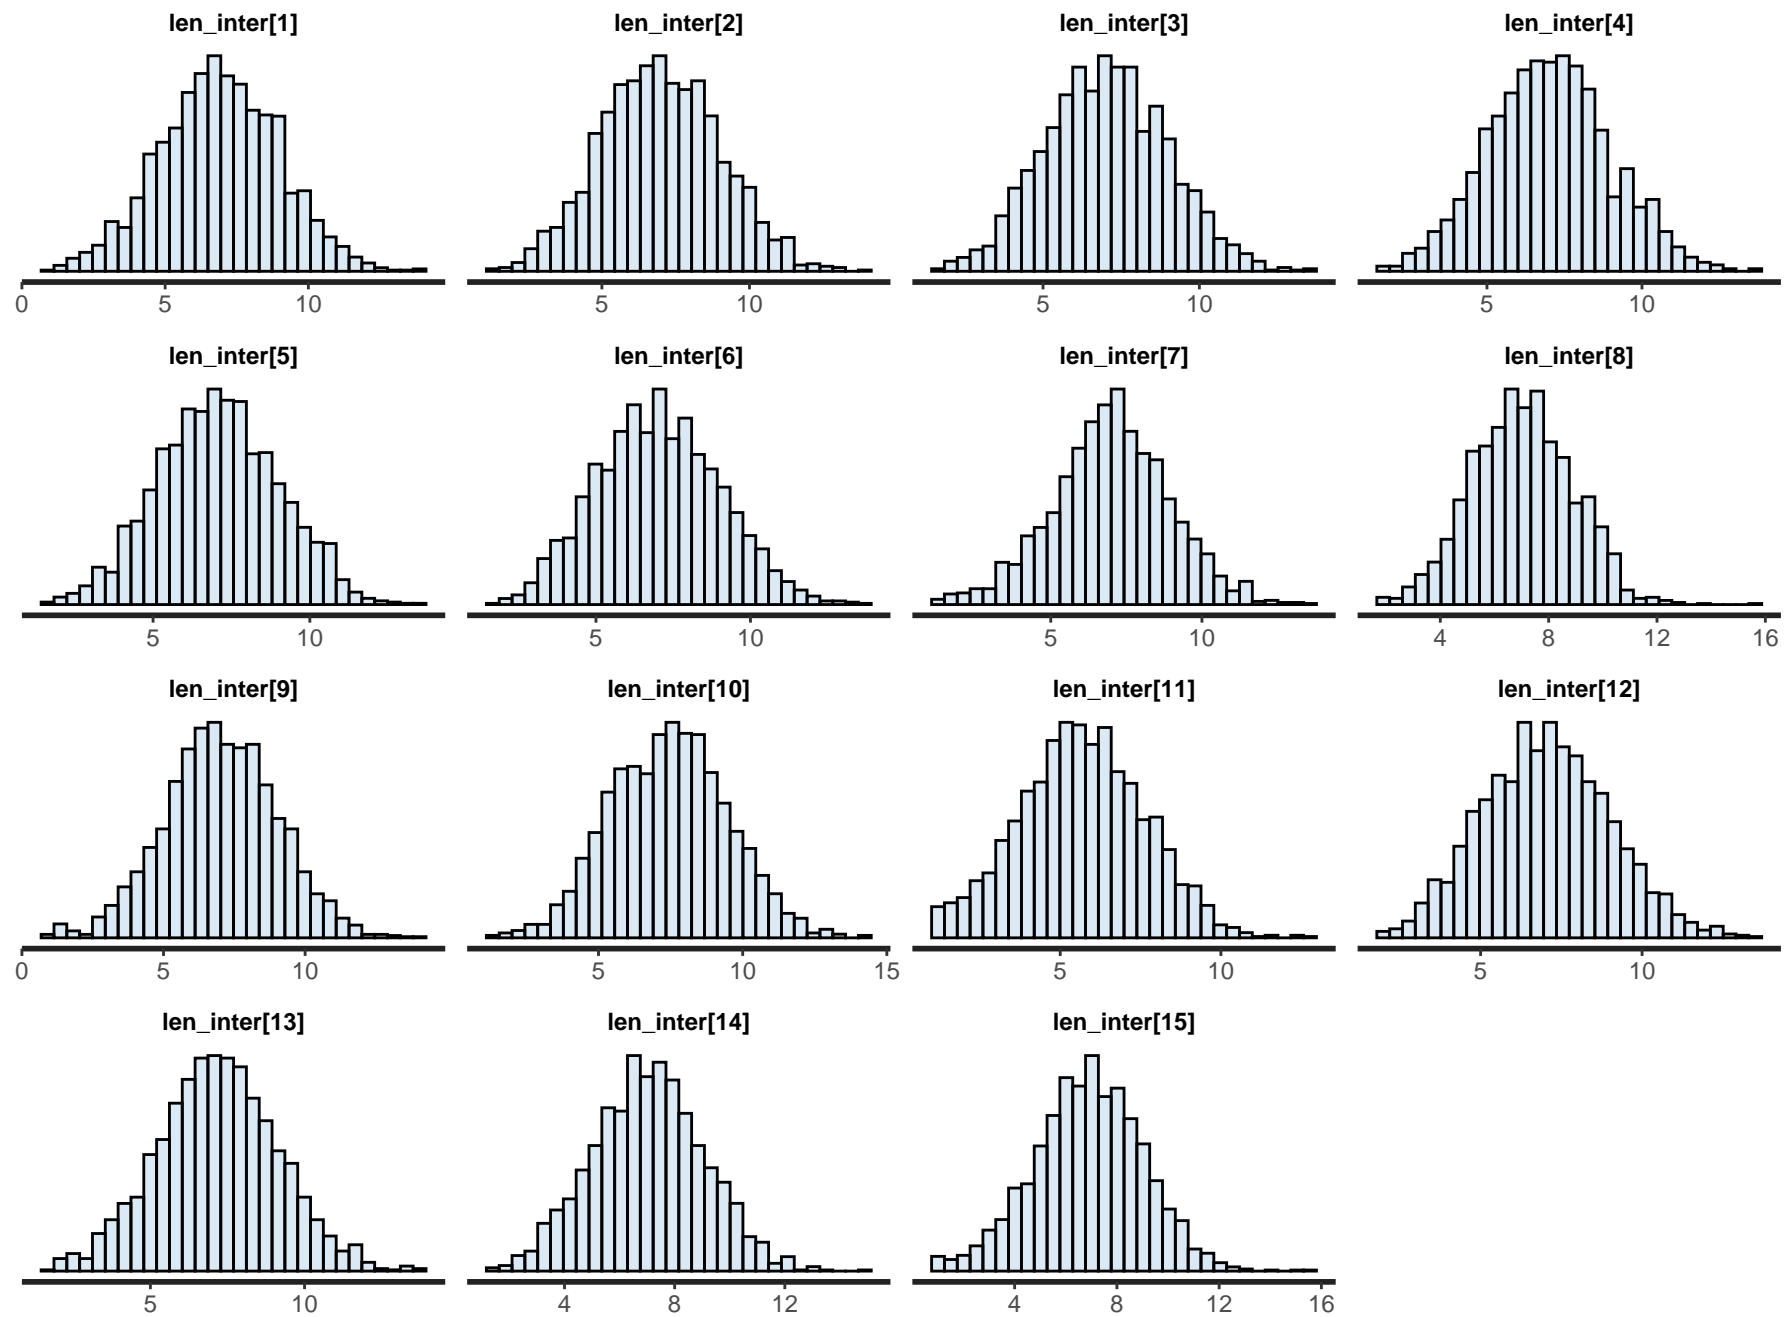 len_inter[1] len_inter[2] len_inter[3] len_inter[4]
0 5 10 5 10 5 10 5 10
len_inter[5] len_inter[6] len_inter[7] len_inter[8]
5 10 5 10 5 10 4 8 12 16
len_inter[9] len_inter[10] len_inter[11] len_inter[12]
0 5 10 5 10 15 5 10 5 10
len_inter[13] len_inter[14] len_inter[15]
5 10 4 8 12 4 8 12 16